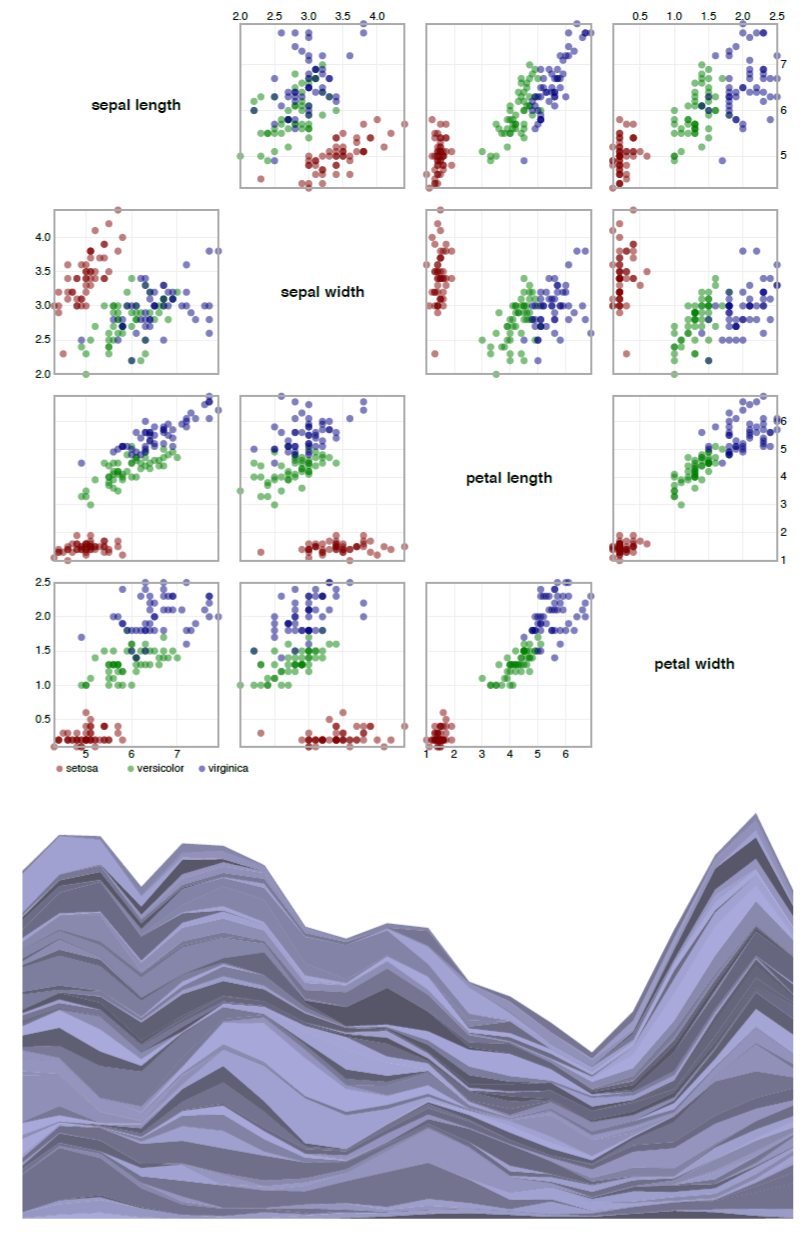 2.0 2.5 3.0 3.5 4.0 0.5 1.0 1.5 2.0 2.5
7
sepal length
6
5
4.0
3.5
sepal width
3.0
2.5
2.0
6
5
petal length
4
3
2
1
2.5
2.0
petal width
1.5
1.0
0.5
5 6 7 1 2 3 4 5 6
setosa versicolor virginica